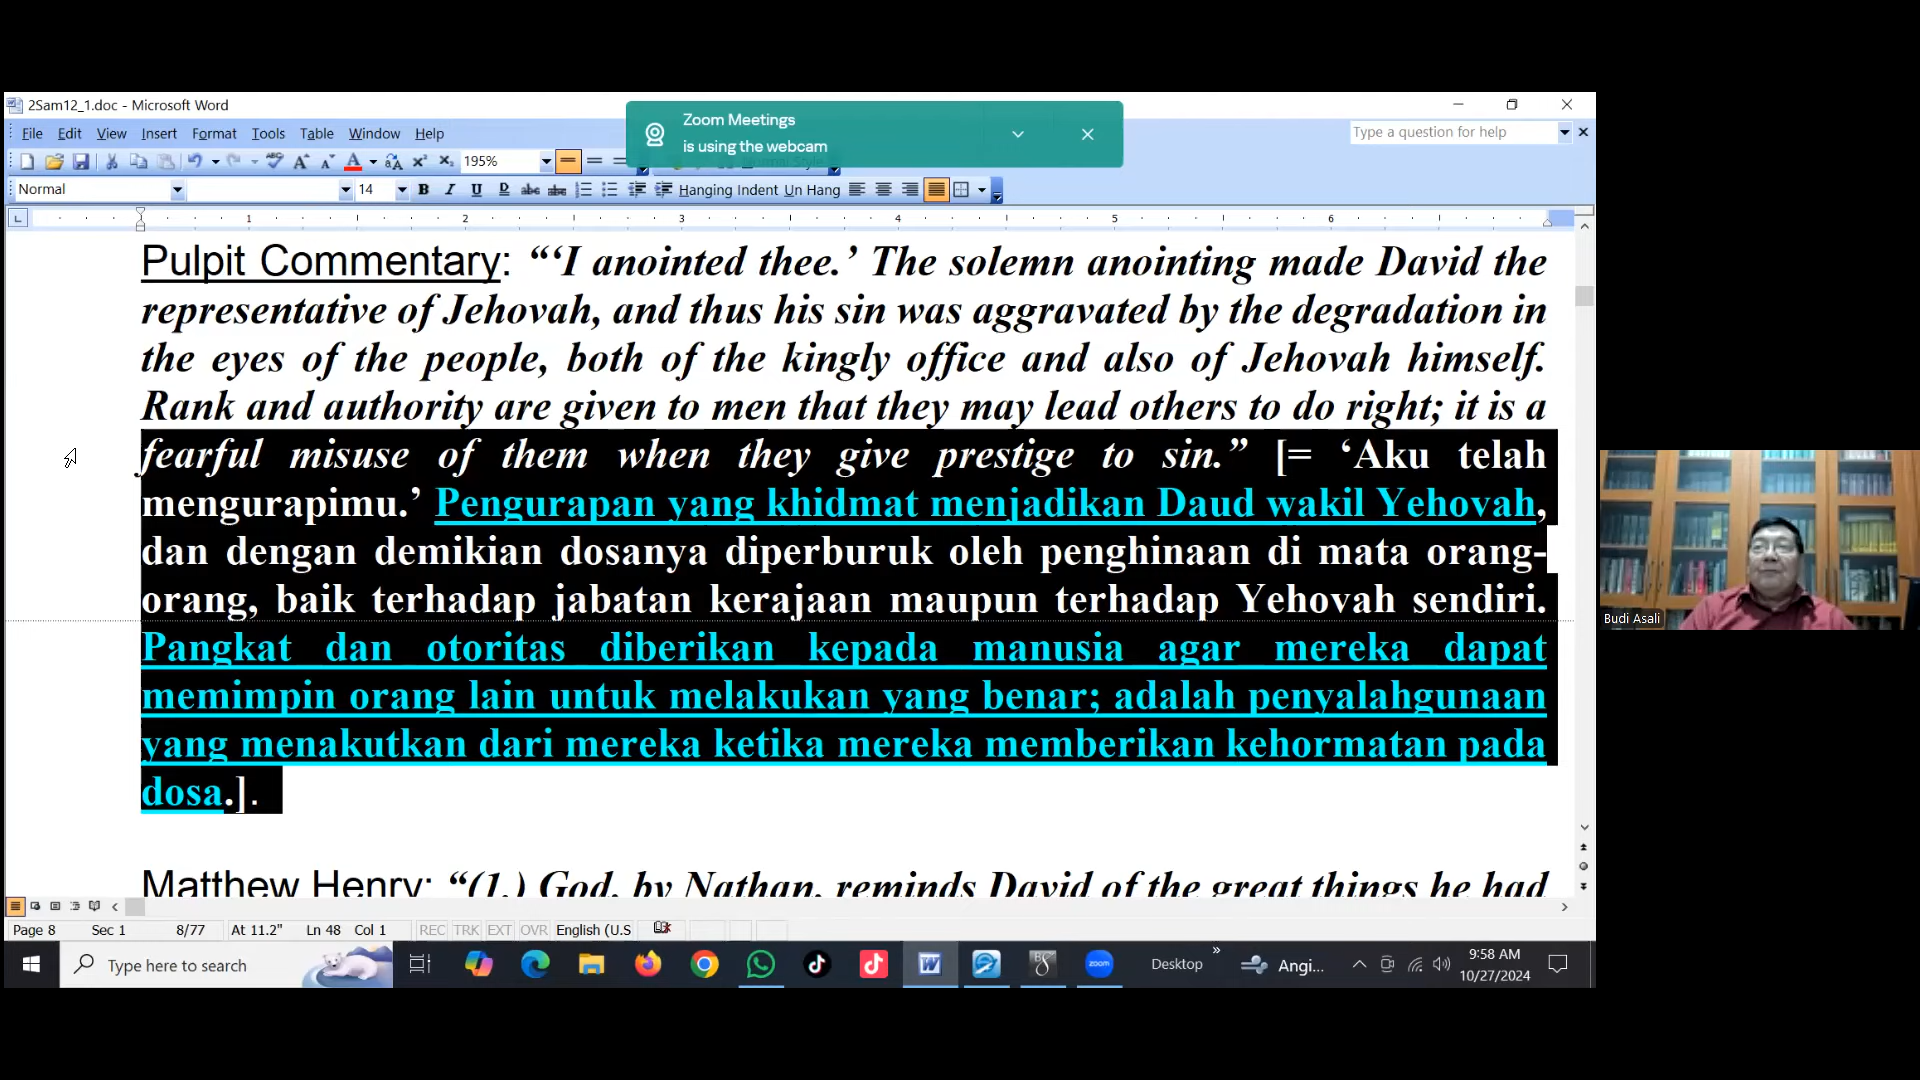 2Sam12_1.doc - Microsoft Word
Zoom Meetings
is using the webcam
File Edit View Insert Format Tools Table Window Help
Type a question for help
195%
Normal 14 Hanging Indent Un Hang
1 2 3 4 5 6
Pulpit Commentary: “‘I anointed thee.’ The solemn anointing made David the
representative of Jehovah, and thus his sin was aggravated by the degradation in
the eyes of the people, both of the kingly office and also of Jehovah himself.
Rank and authority are given to men that they may lead others to do right; it is a
fearful misuse of them when they give prestige to sin.” [= ‘Aku telah
mengurapimu.’ Pengurapan yang khidmat menjadikan Daud wakil Yehovah,
dan dengan demikian dosanya diperburuk oleh penghinaan di mata orang-
orang, baik terhadap jabatan kerajaan maupun terhadap Yehovah sendiri.
Pangkat dan otoritas diberikan kepada manusia agar mereka dapat
memimpin orang lain untuk melakukan yang benar; adalah penyalahgunaan
yang menakutkan dari mereka ketika mereka memberikan kehormatan pada
dosa.].
Matthew Henry: “(1.) God, by Nathan, reminds David of the great things he had
Budi Asali
Page 8 Sec 1 8/77 At 11.2" Ln 48 Col 1 REC TRK EXT OVR English (U.S
Type here to search
zoom
Desktop
Angi...
9:58 AM
10/27/2024